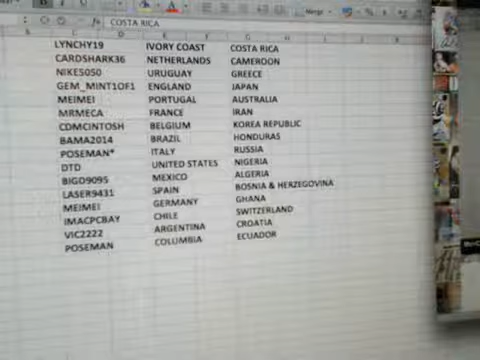 COSTA RICA
LYNCHY19 IVORY COAST COSTA RICA
CARDSHARK36 NETHERLANDS CAMEROON
NIKE5050 URUGUAY GREECE
GEM_MINT1OF1 ENGLAND JAPAN
MEIMEI PORTUGAL AUSTRALIA
MRMECA FRANCE IRAN
CDMCINTOSH BELGIUM KOREA REPUBLIC
BAMA2014 BRAZIL HONDURAS
POSEMAN* ITALY RUSSIA
DTD UNITED STATES NIGERIA
BIGD9095 MEXICO ALGERIA
LASER9431 SPAIN BOSNIA & HERZEGOVINA
MEIMEI GERMANY GHANA
IMACPCBAY CHILE SWITZERLAND
VIC2222 ARGENTINA CROATIA
POSEMAN COLUMBIA ECUADOR